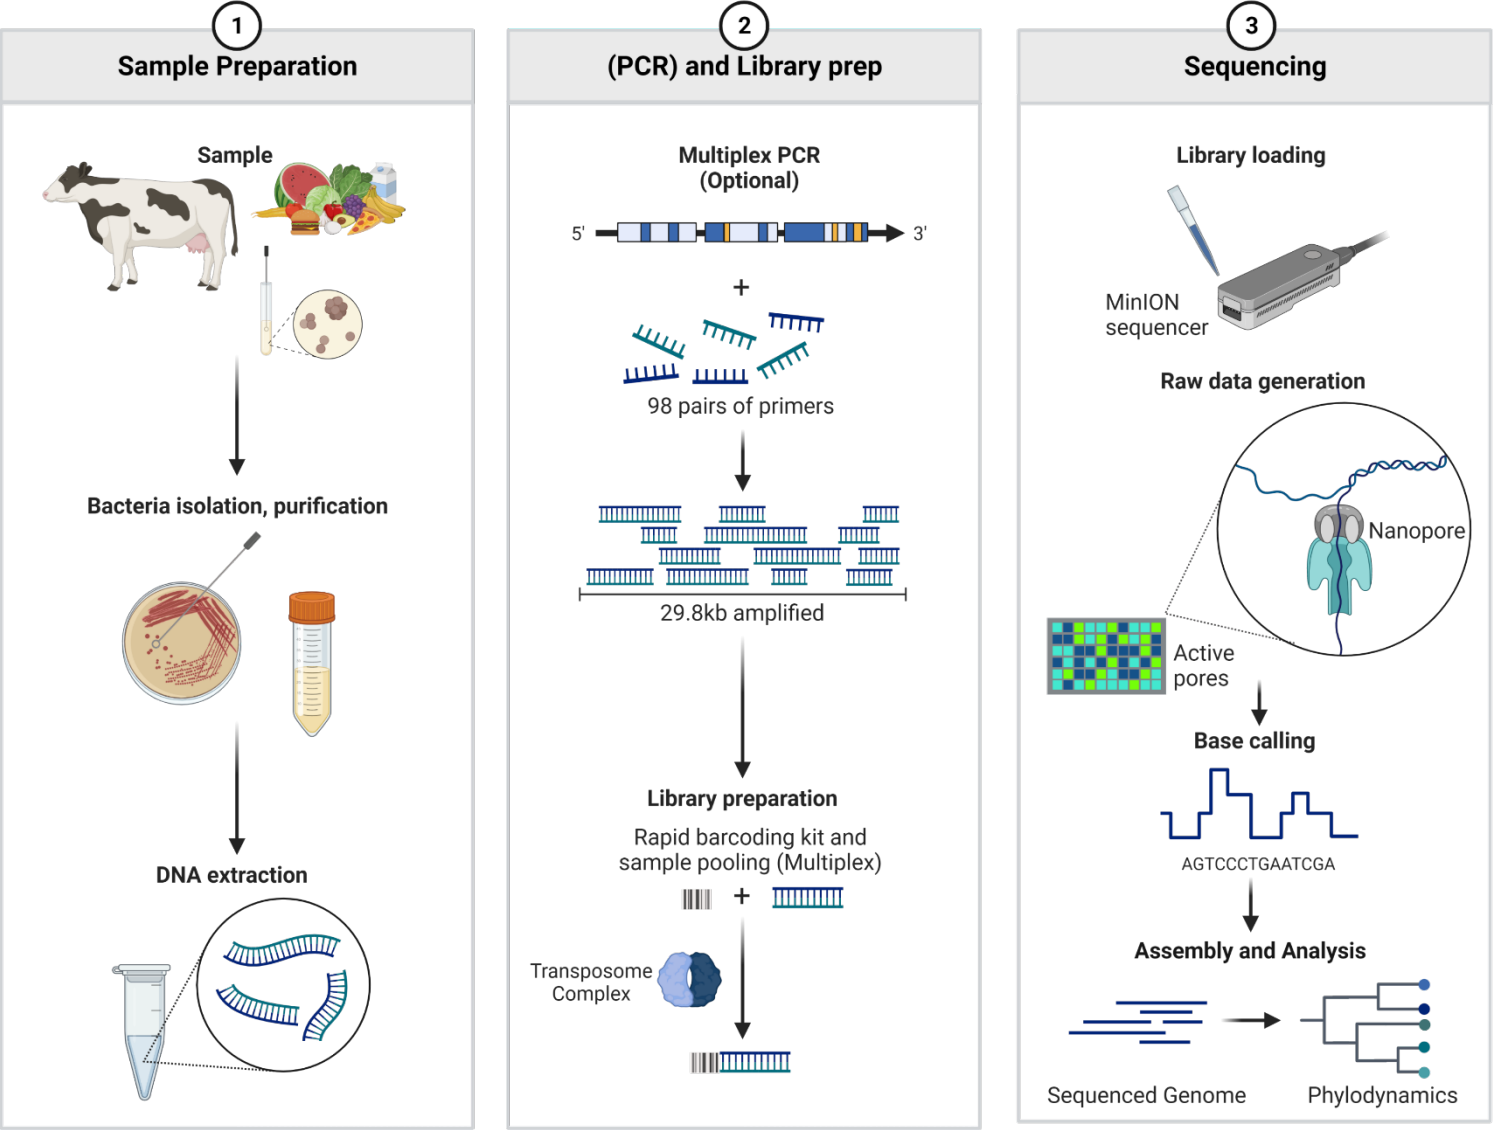 1
Sample Preparation
Sample
Bacteria isolation, purification
DNA extraction
2
(PCR) and Library prep
Multiplex PCR
(Optional)
5' 3'
+
98 pairs of primers
29.8kb amplified
Library preparation
Rapid barcoding kit and
sample pooling (Multiplex)
+
Transposome
Complex
3
Sequencing
Library loading
MinION
sequencer
Raw data generation
Nanopore
Active
pores
Base calling
AGTCCCTGAATCGA
Assembly and Analysis
Sequenced Genome
Phylodynamics